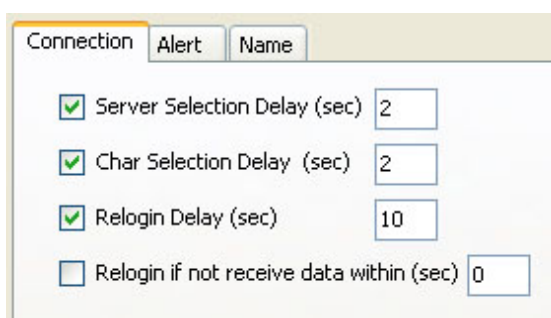 Connection Alert Name
Server Selection Delay (sec) 2
Char Selection Delay (sec) 2
Relogin Delay (sec) 10
Relogin if not receive data within (sec) 0